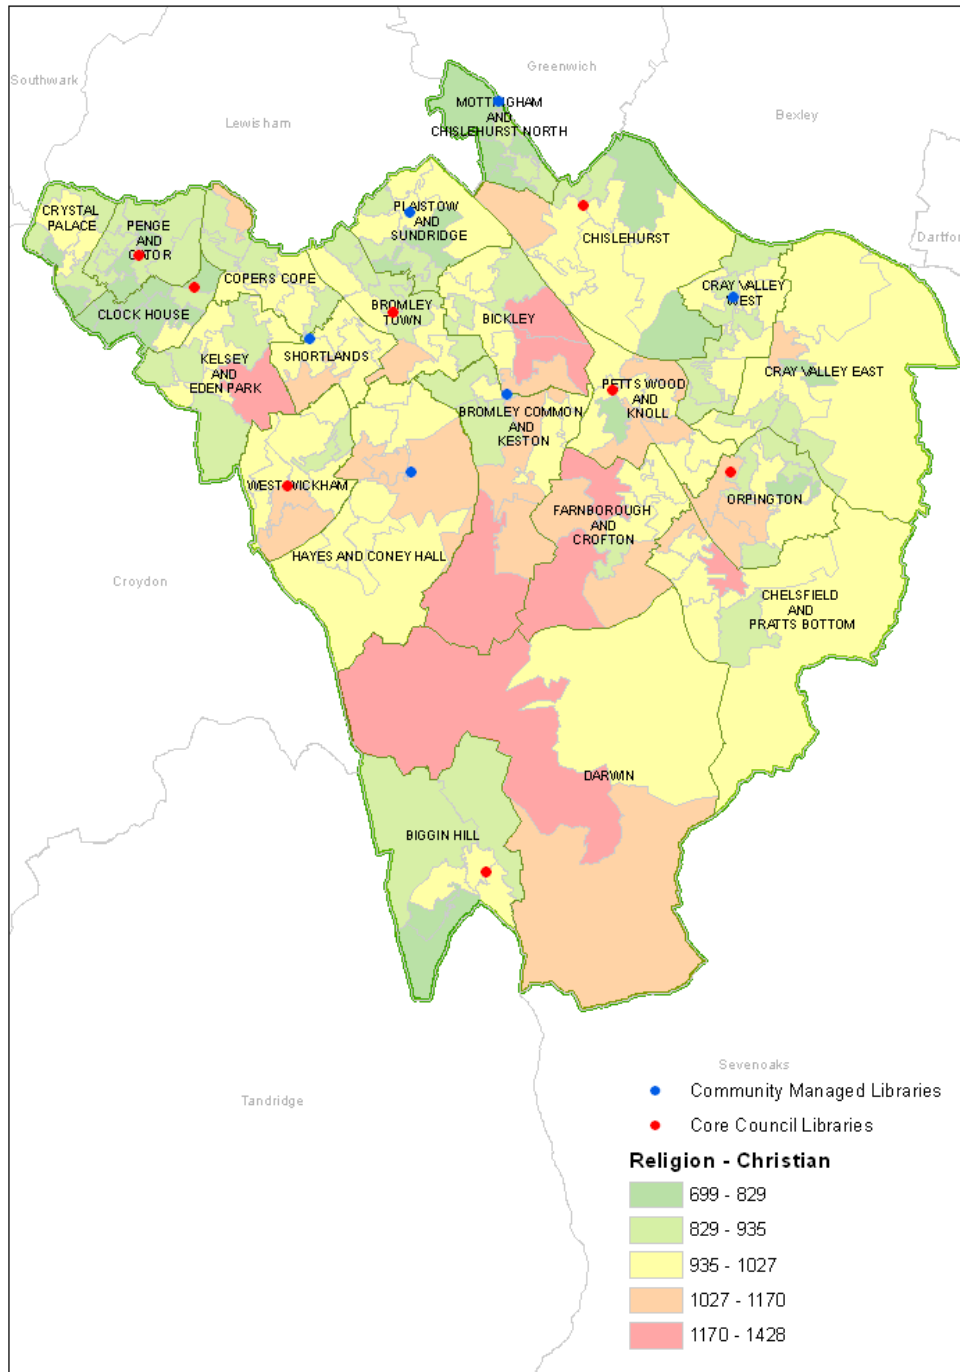 Greenwich
Southwark
Bexley
Lewisham
MOTTINGHAM
AND
CHISLEHURST NORTH
CRYSTAL
PALACE
PENGE
AND
CATOR
PLAISTOW
AND
SUNDRIDGE
CHISLEHURST
Dartford
COPERS COPE
CRAY VALLEY
WEST
CLOCK HOUSE
BROMLEY
TOWN
BICKLEY
SHORTLANDS
KELSEY
AND
EDEN PARK
CRAY VALLEY EAST
PETTS WOOD
AND
KNOLL
BROMLEY COMMON
AND
KESTON
WEST WICKHAM
ORPINGTON
FARNBOROUGH
AND
CROFTON
HAYES AND CONEY HALL
Croydon
CHELSFIELD
AND
PRATTS BOTTOM
DARWIN
BIGGIN HILL
Sevenoaks
Tandridge
Community Managed Libraries
Core Council Libraries
Religion - Christian
699 - 829
829 - 935
935 - 1027
1027 - 1170
1170 - 1428